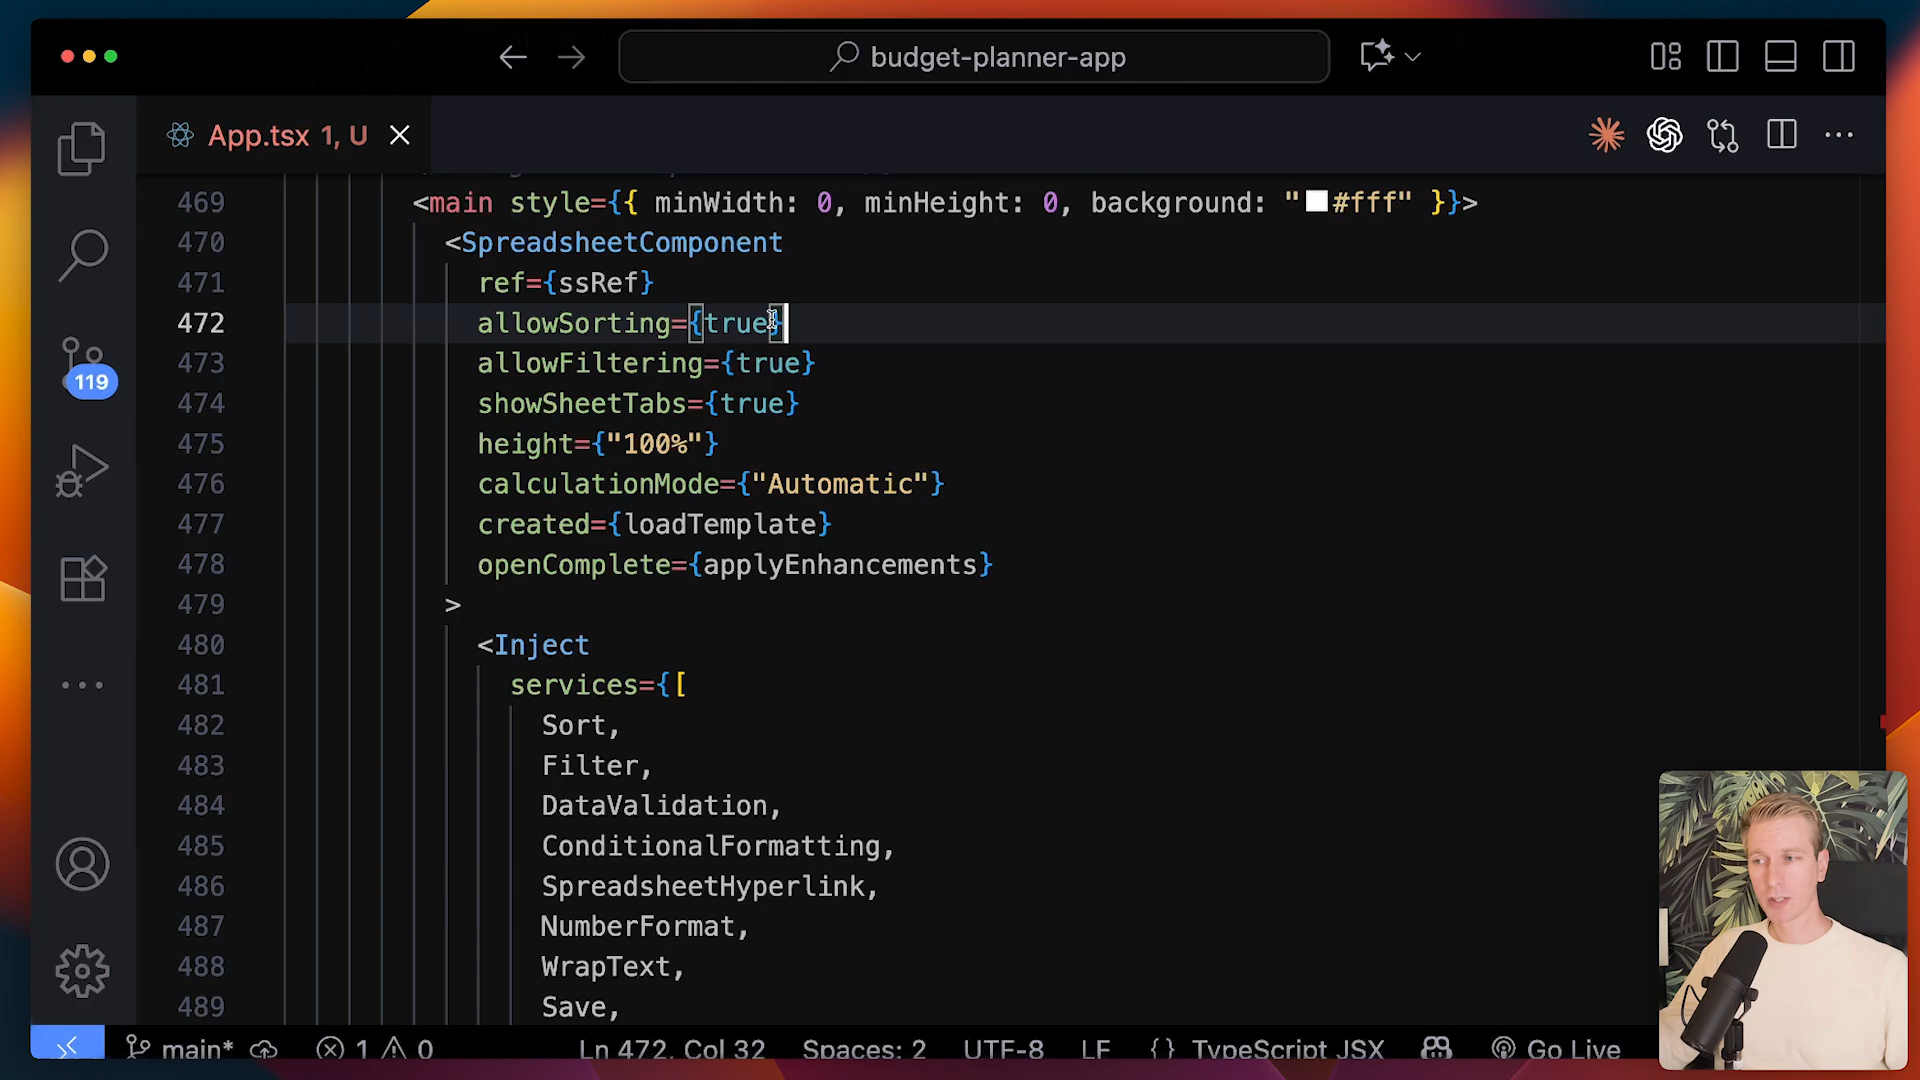 budget-planner-app
App.tsx 1, U
469 <main style={{ minWidth: 0, minHeight: 0, background: "#fff" }}>
470 <SpreadsheetComponent
471 ref={ssRef}
472 allowSorting={true}
473 allowFiltering={true}
474 showSheetTabs={true}
475 height={"100%"}
476 calculationMode={"Automatic"}
477 created={loadTemplate}
478 openComplete={applyEnhancements}
479 >
480 <Inject
481 services={[
482 Sort,
483 Filter,
484 DataValidation,
485 ConditionalFormatting,
486 SpreadsheetHyperlink,
487 NumberFormat,
488 WrapText,
489 Save,
119
main* 1 0 Ln 472, Col 32 Spaces: 2 UTF-8 LF {} TypeScript JSX Go Live